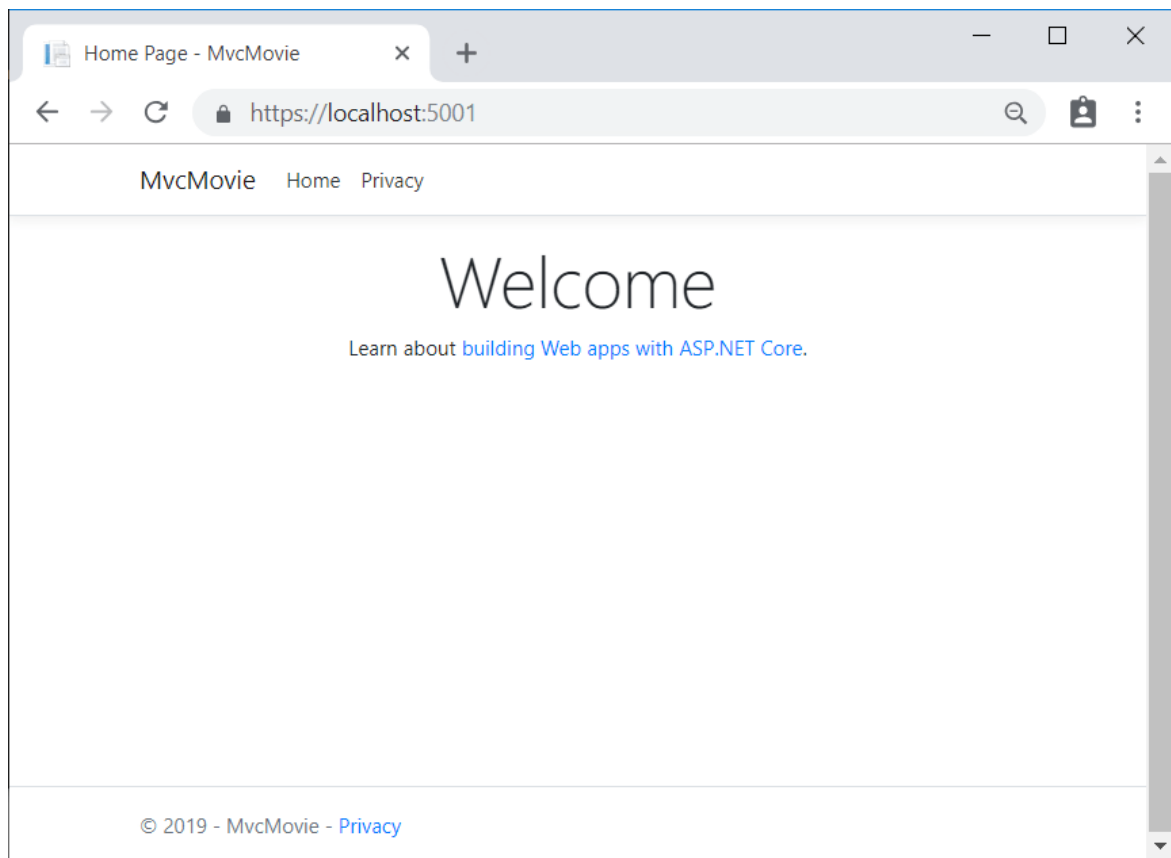 Home Page - MvcMovie
https://localhost:5001
MvcMovie Home Privacy
Welcome
Learn about building Web apps with ASP.NET Core.
© 2019 - MvcMovie - Privacy